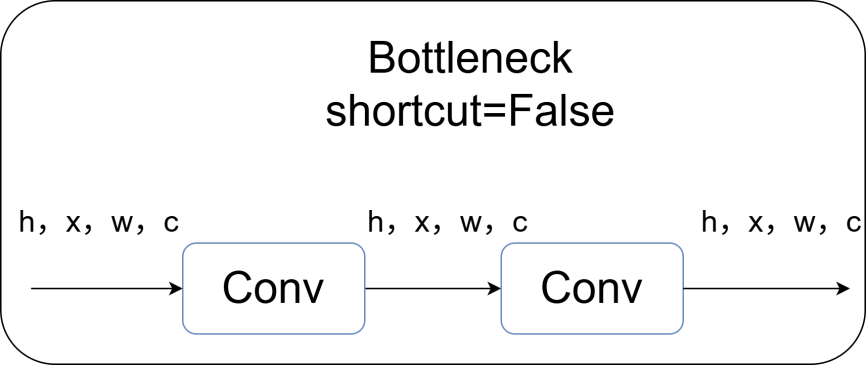 Bottleneck
shortcut=False
h，x，w，c
h，x，w，c
h，x，w，c
Conv
Conv